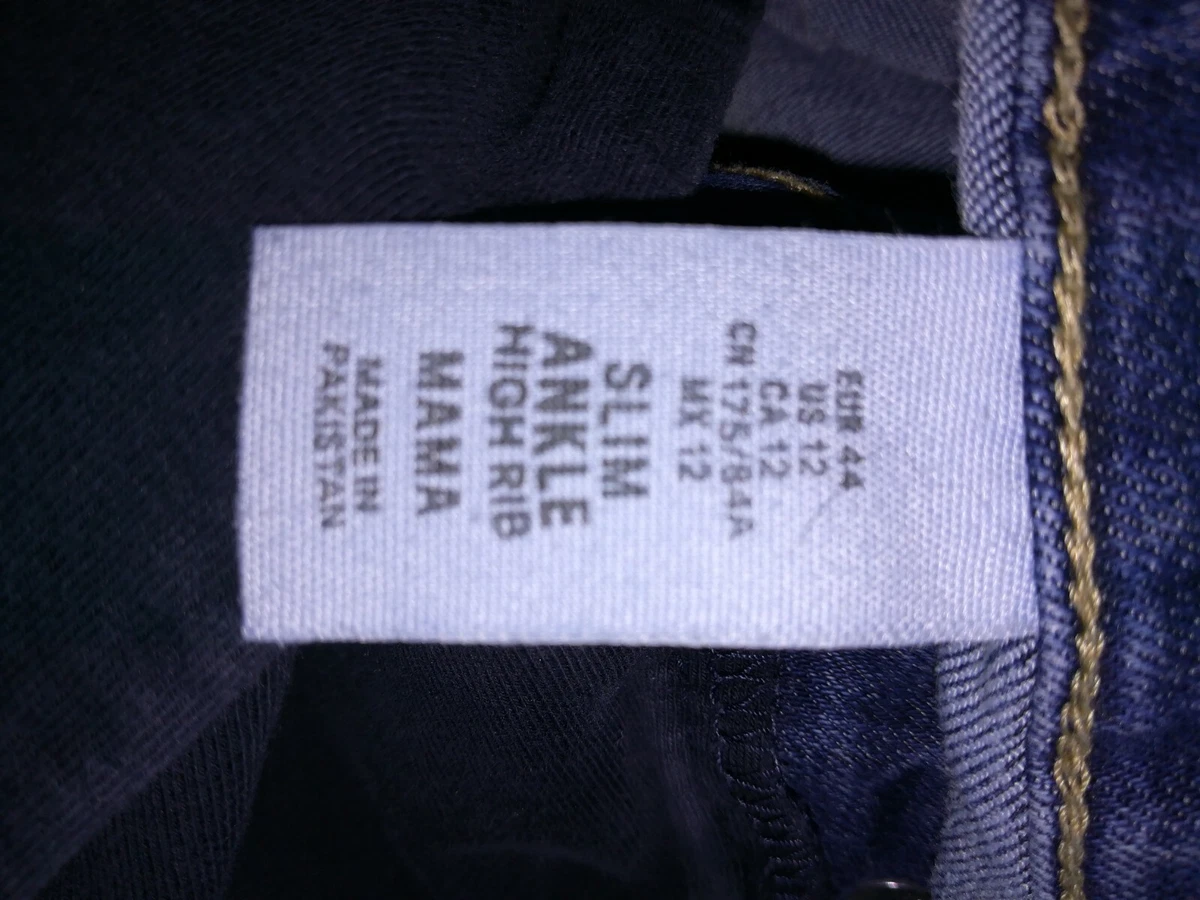 EUR 44
US 12
CA 12
CN 175/84A
MX 12
SLIM
ANKLE
HIGH RIB
MAMA
MADE IN
PAKISTAN